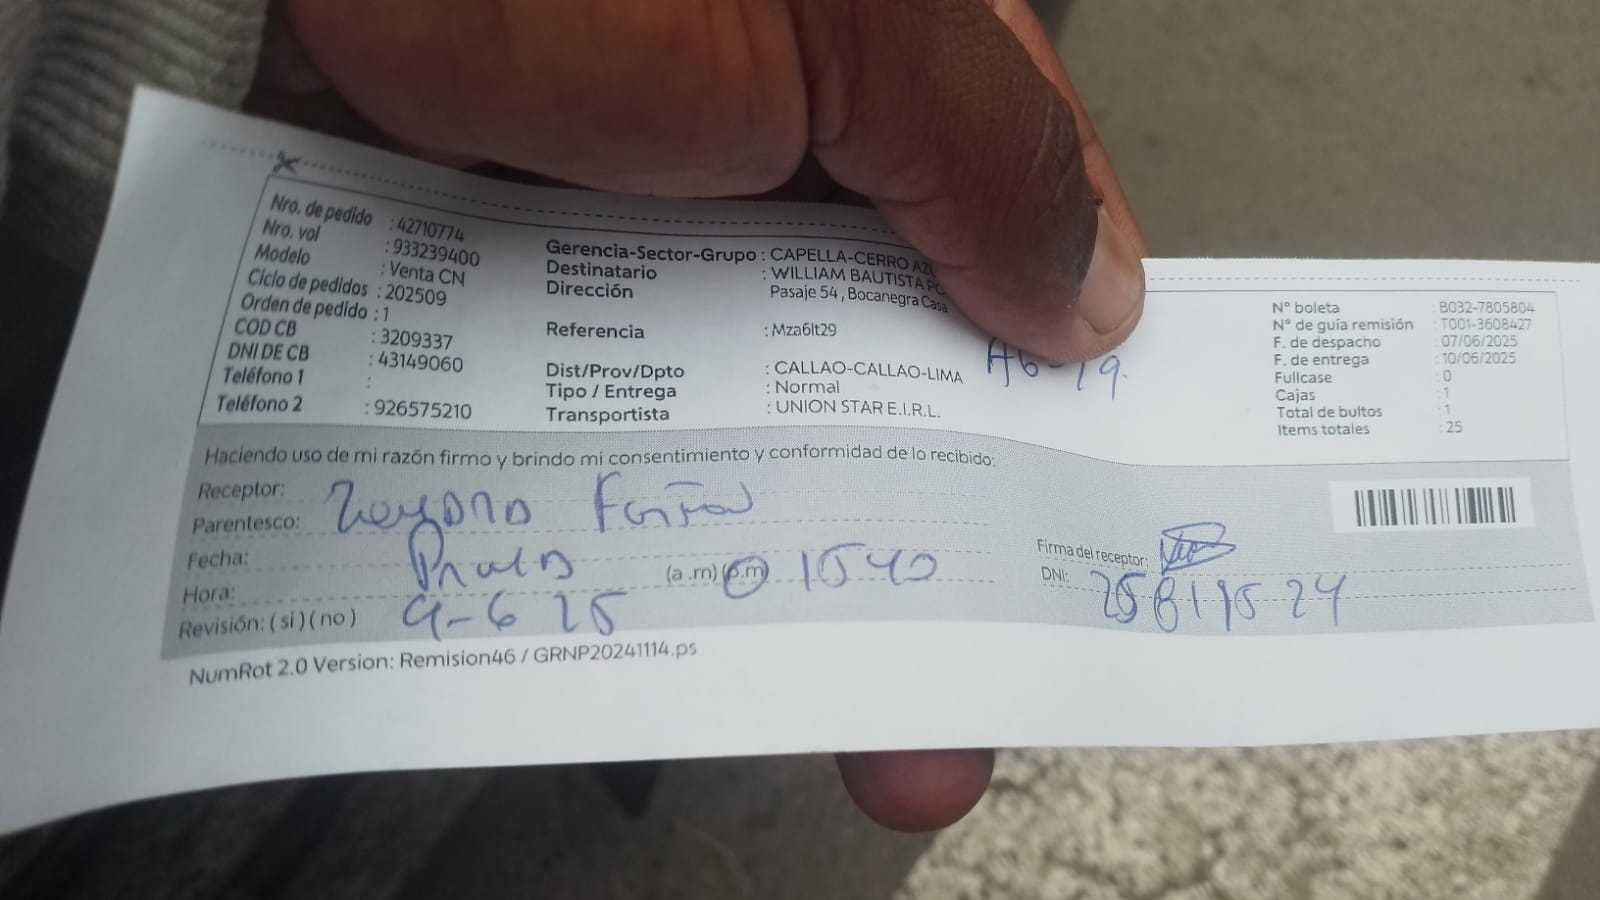 Nro. de pedido : 42710774
Nro. vol : 933239400
Modelo : Venta CN
Ciclo de pedidos : 202509
Orden de pedido : 1
COD CB : 3209337
DNI DE CB : 43149060
Teléfono 1 :
Teléfono 2 : 926575210
Gerencia-Sector-Grupo : CAPELLA-CERRO
Destinatario : WILLIAM BAUTISTA
Dirección Pasaje 54 , Bocanegra Casa
Referencia : Mza6lt29
Dist/Prov/Dpto : CALLAO-CALLAO-LIMA
Tipo / Entrega : Normal
Transportista : UNION STAR E.I.R.L.
A6-19.
N° boleta : B032-7805804
N° de guía remisión : T001-3608427
F. de despacho : 07/06/2025
F. de entrega : 10/06/2025
Fullcase : 0
Cajas : 1
Total de bultos : 1
Items totales : 25
Haciendo uso de mi razón firmo y brindo mi consentimiento y conformidad de lo recibido:
Receptor:
Parentesco:
Fecha:
Hora: (a .m) (p.m) 1540
Revisión: ( si ) ( no ) 9-6 25
Firma del receptor:
DNI: 25811524
NumRot 2.0 Version: Remision46 / GRNP20241114.ps